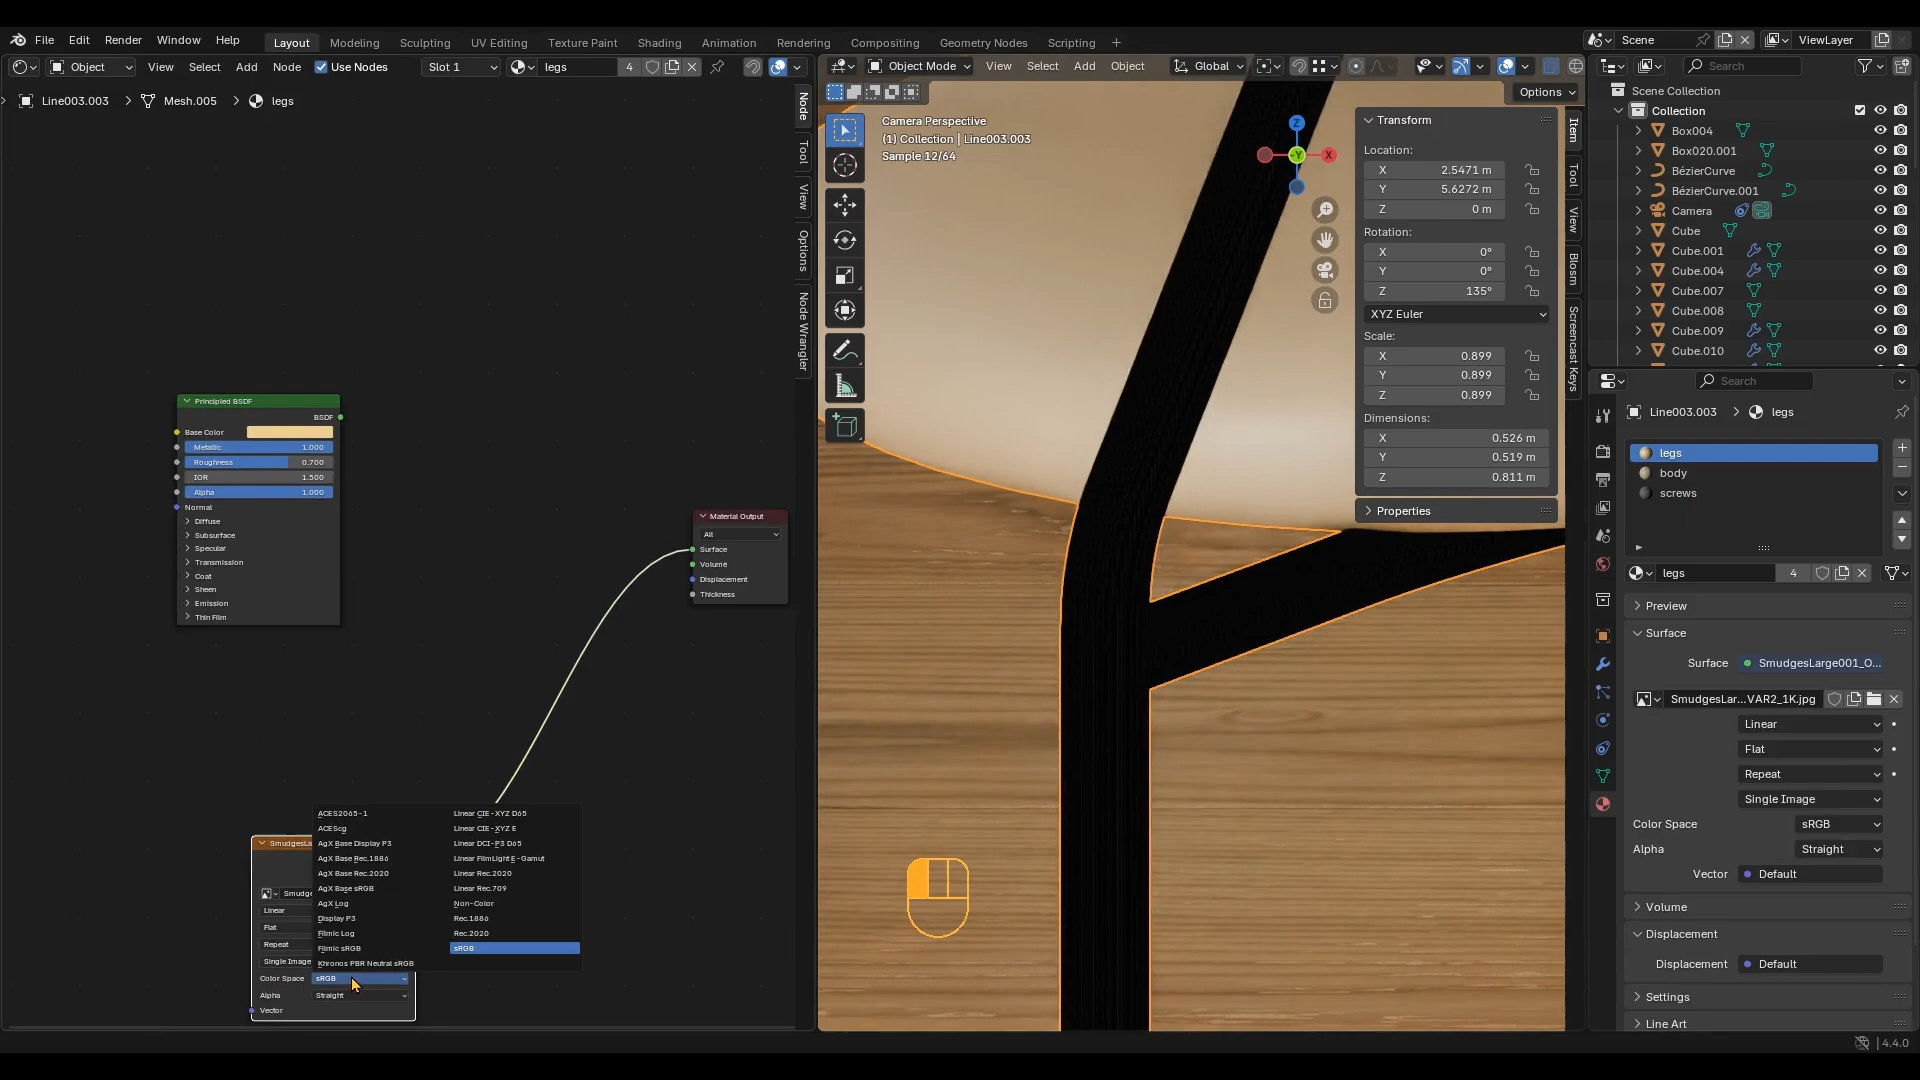 File Edit Render Window Help Layout Modeling Sculpting UV Editing Texture Paint Shading Animation Rendering Compositing Geometry Nodes Scripting +
Scene ViewLayer
Object View Select Add Node Use Nodes Slot 1 legs 4
Object Mode View Select Add Object Global
Search
Line003.003 Mesh.005 legs
Options
Node
Tool
View
Options
Node Wrangler
Camera Perspective
(1) Collection | Line003.003
Sample 12/64
Z
-Y
X
Transform
Location:
X 2.5471 m
Y 5.6272 m
Z 0 m
Rotation:
X 0°
Y 0°
Z 135°
XYZ Euler
Scale:
X 0.899
Y 0.899
Z 0.899
Dimensions:
X 0.526 m
Y 0.519 m
Z 0.811 m
Properties
Item
Tool
View
Blosm
Screencast Keys
Scene Collection
Collection
Box004
Box020.001
BézierCurve
BézierCurve.001
Camera
Cube
Cube.001
Cube.004
Cube.007
Cube.008
Cube.009
Cube.010
Search
Line003.003 legs
legs
body
screws
legs 4
Preview
Surface
Surface SmudgesLarge001_O...
SmudgesLar...VAR2_1K.jpg
Linear
Flat
Repeat
Single Image
Color Space sRGB
Alpha Straight
Vector Default
Volume
Displacement
Displacement Default
Settings
Line Art
Principled BSDF
BSDF
Base Color
Metallic 1.000
Roughness 0.700
IOR 1.500
Alpha 1.000
Normal
Diffuse
Subsurface
Specular
Transmission
Coat
Sheen
Emission
Thin Film
Material Output
All
Surface
Volume
Displacement
Thickness
SmudgesLa
Smudge
Linear
Flat
Repeat
Single Image
Color Space sRGB
Alpha Straight
Vector
ACES2065-1
ACEScg
AgX Base Display P3
AgX Base Rec.1886
AgX Base Rec.2020
AgX Base sRGB
AgX Log
Display P3
Filmic Log
Filmic sRGB
Khronos PBR Neutral sRGB
Linear CIE-XYZ D65
Linear CIE-XYZ E
Linear DCI-P3 D65
Linear FilmLight E-Gamut
Linear Rec.2020
Linear Rec.709
Non-Color
Rec.1886
Rec.2020
sRGB
4.4.0